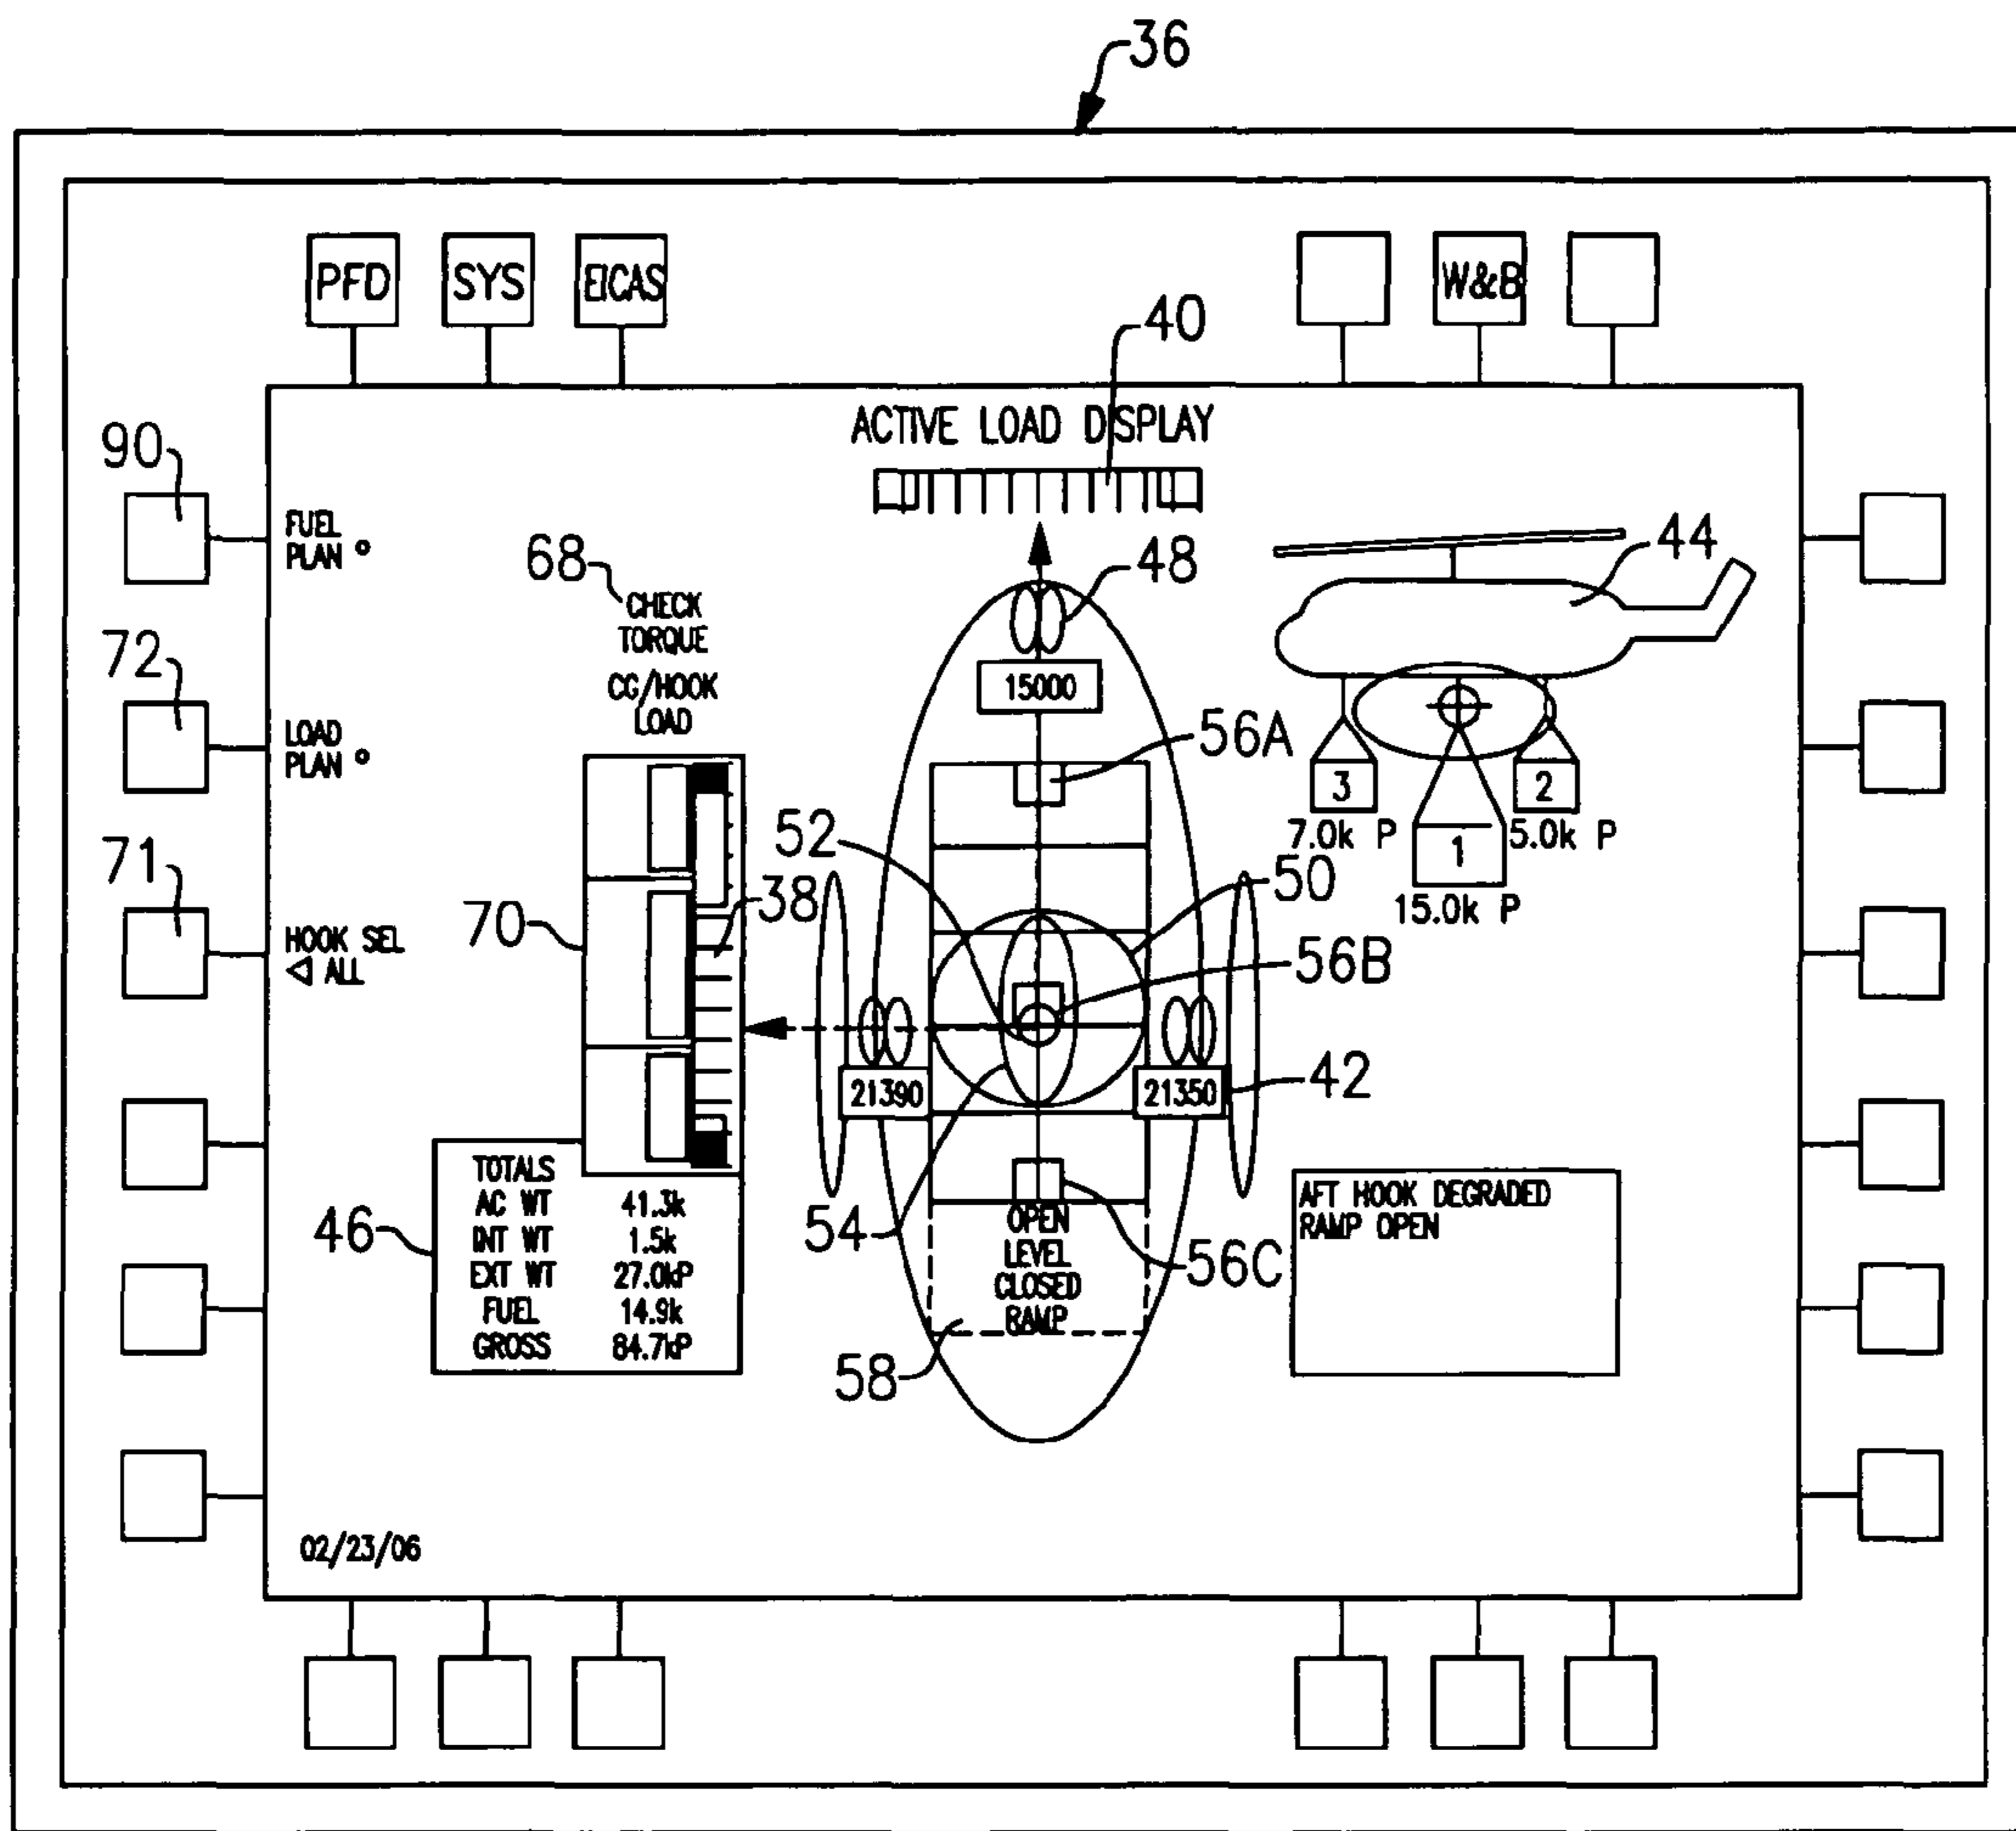 36
PFD SYS EICAS W&B
40
ACTIVE LOAD DISPLAY
90
FUEL
PLAN °
68
CHECK
TORQUE
48
44
72
LOAD
PLAN °
CG/HOOK
LOAD
15000
56A
3
2
7.0k P
5.0k P
1
15.0k P
52
71
HOOK SEL
◁ ALL
70
38
50
56B
21390
21350
42
46
TOTALS
AC WT 41.3k
INT WT 1.5k
EXT WT 27.0kP
FUEL 14.9k
GROSS 84.7kP
54
OPEN
LEVEL
CLOSED
RAMP
56C
58
AFT HOOK DEGRADED
RAMP OPEN
02/23/06